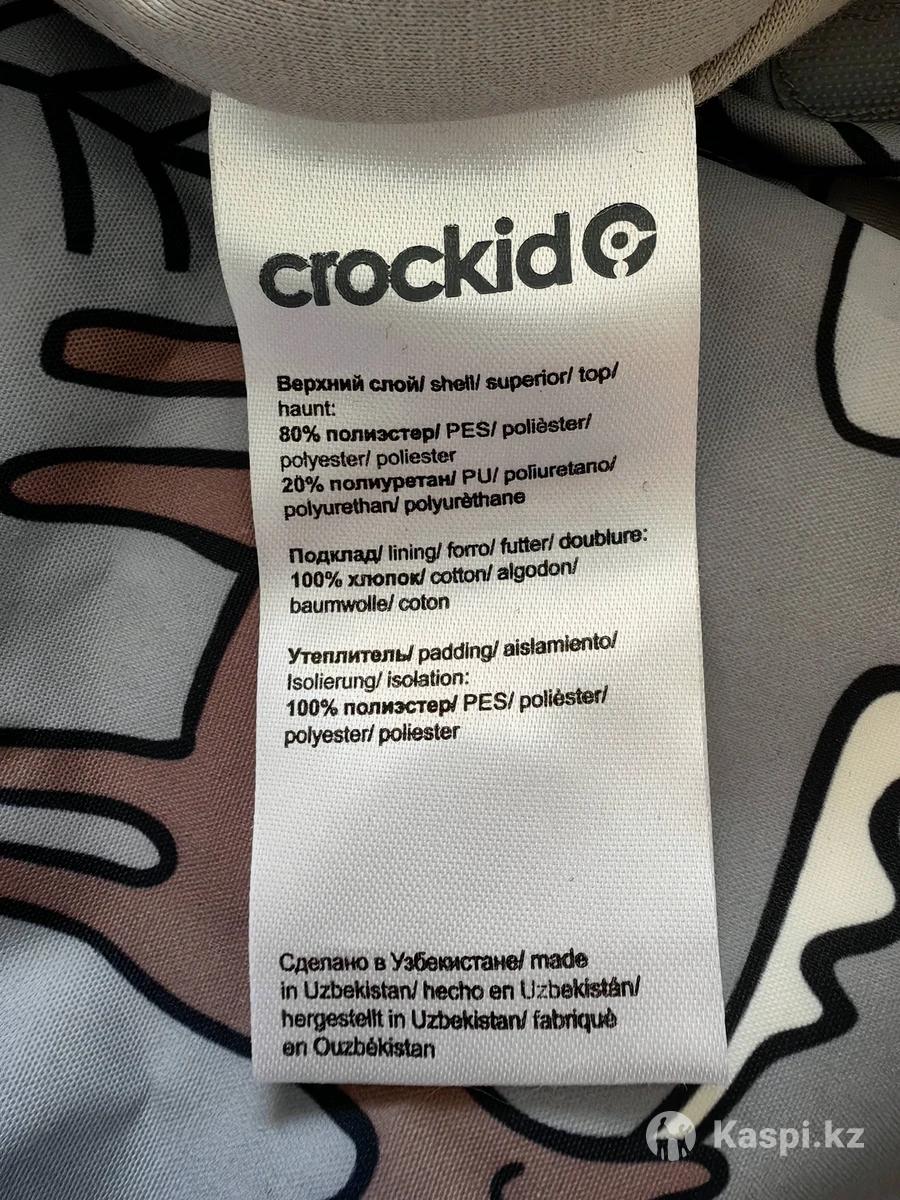 crockid
Верхний слой/ shell/ superior/ top/
haunt:
80% полиэстер/ PES/ polièster/
polyester/ poliester
20% полиуретан/ PU/ poliuretano/
polyurethan/ polyurèthane
Подклад/ lining/ forro/ futter/ doublure:
100% хлопок/ cotton/ algodon/
baumwolle/ coton
Утеплитель/ padding/ aislamiento/
Isolierung/ isolation:
100% полиэстер/ PES/ polièster/
polyester/ poliester
Сделано в Узбекистане/ made
in Uzbekistan/ hecho en Uzbekistán/
hergestellt in Uzbekistan/ fabriqué
en Ouzbékistan
Kaspi.kz